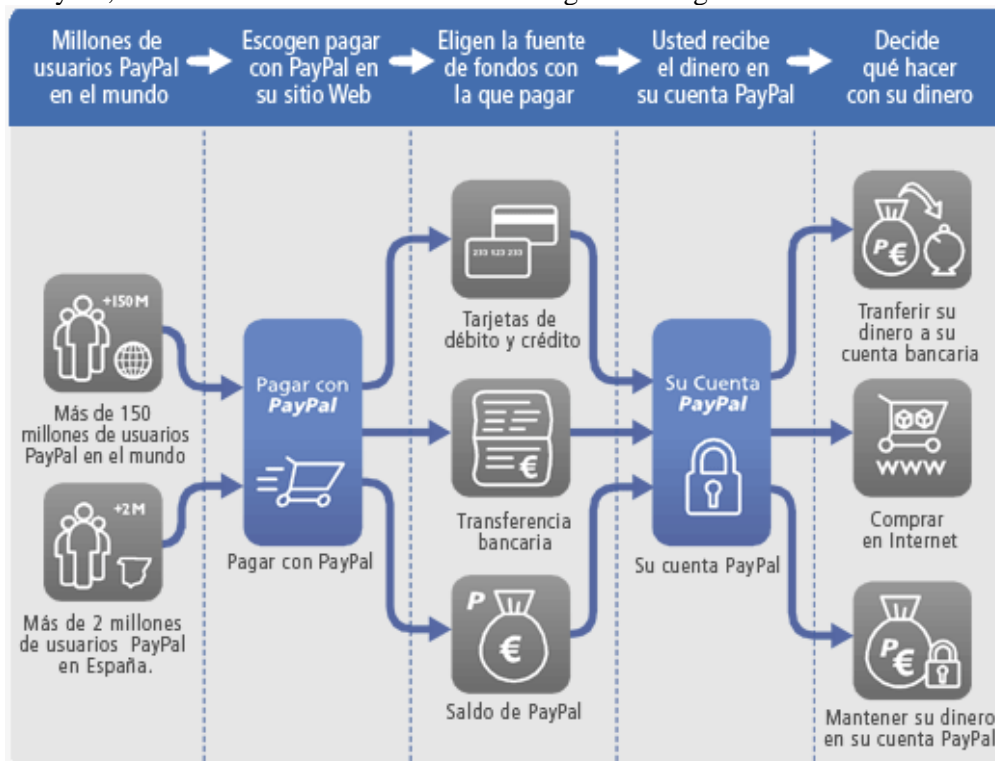 Millones de
usuarios PayPal
en el mundo
Escogen pagar
con PayPal en
su sitio Web
Eligen la fuente
de fondos con
la que pagar
Usted recibe
el dinero en
su cuenta PayPal
Decide
qué hacer
con su dinero
+150 M
Más de 150
millones de usuarios
PayPal en el mundo
+2 M
Más de 2 millones
de usuarios PayPal
en España.
Pagar con
PayPal
Pagar con PayPal
233 523 233
Tarjetas de
débito y crédito
€
Transferencia
bancaria
P
€
Saldo de PayPal
Su Cuenta
PayPal
Su cuenta PayPal
P€
Tranferir su
dinero a su
cuenta bancaria
www
Comprar
en Internet
P€
Mantener su dinero
en su cuenta PayPal